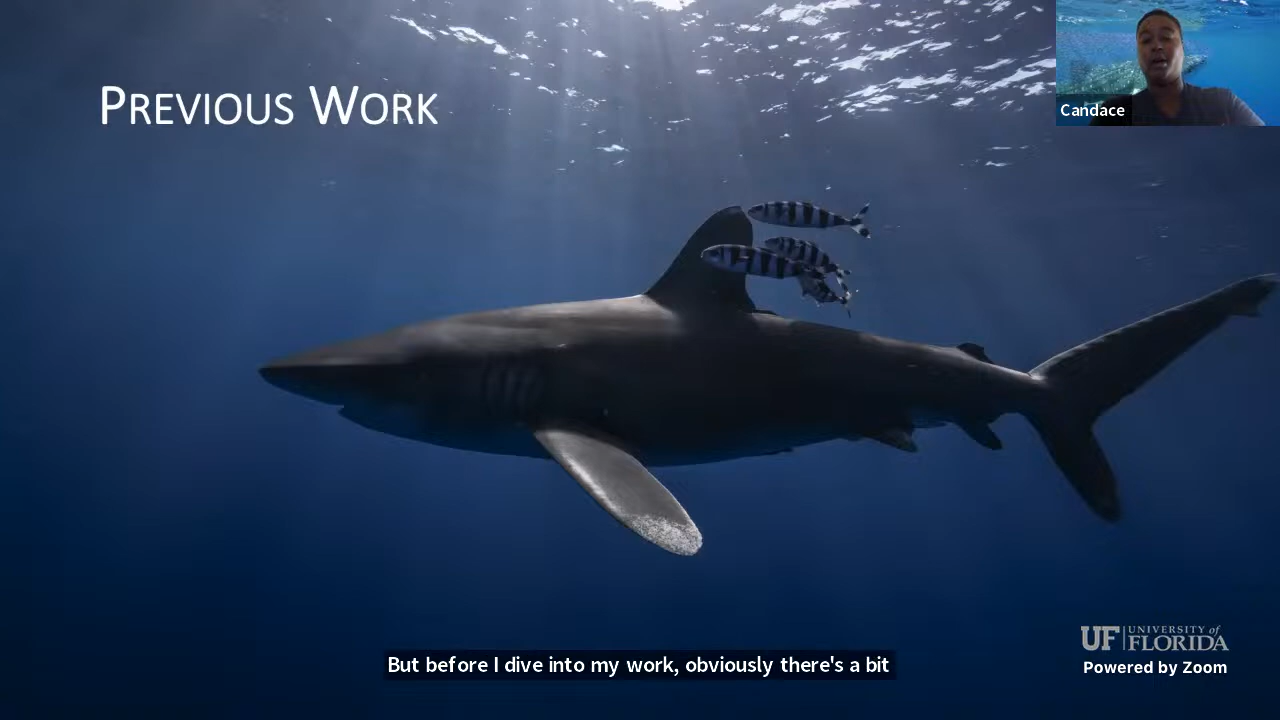 PREVIOUS WORK
Candace
UF | UNIVERSITY of
FLORIDA
Powered by Zoom
But before I dive into my work, obviously there's a bit